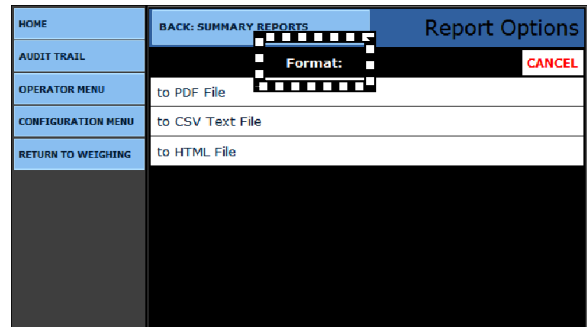 HOME
AUDIT TRAIL
OPERATOR MENU
CONFIGURATION MENU
RETURN TO WEIGHING
BACK: SUMMARY REPORTS
Report Options
Format:
CANCEL
to PDF File
to CSV Text File
to HTML File